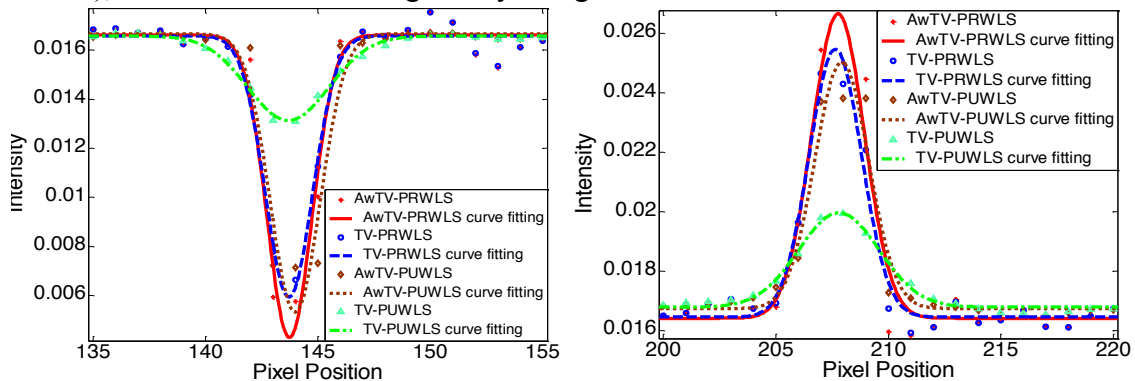 0.016
0.014
0.012
0.01
0.008
0.006
Intensity
AwTV-PRWLS
AwTV-PRWLS curve fitting
TV-PRWLS
TV-PRWLS curve fitting
AwTV-PUWLS
AwTV-PUWLS curve fitting
TV-PUWLS
TV-PUWLS curve fitting
135 140 145 150 155
Pixel Position
0.026
0.024
0.022
0.02
0.018
0.016
Intensity
AwTV-PRWLS
AwTV-PRWLS curve fitting
TV-PRWLS
TV-PRWLS curve fitting
AwTV-PUWLS
AwTV-PUWLS curve fitting
TV-PUWLS
TV-PUWLS curve fitting
200 205 210 215 220
Pixel Position